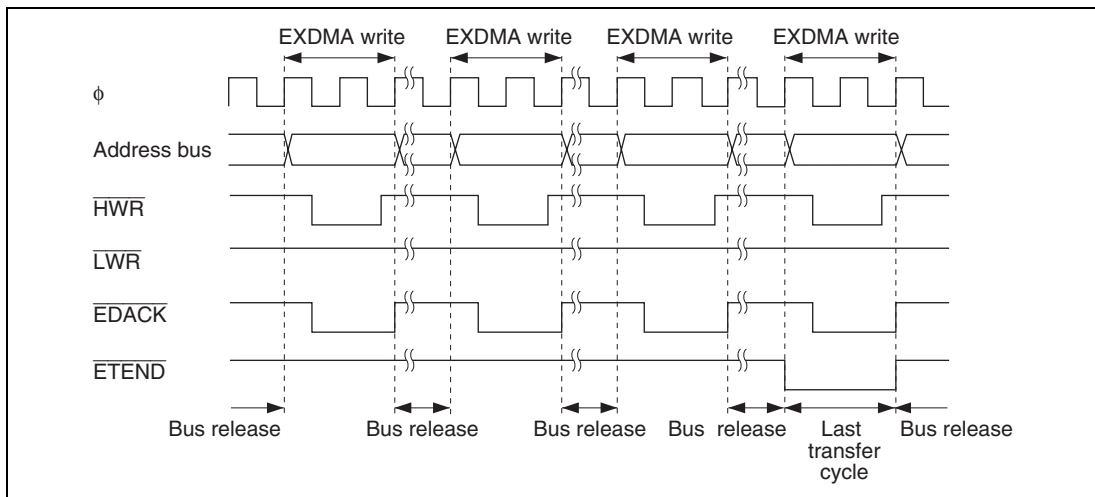 EXDMA write EXDMA write EXDMA write EXDMA write
ϕ
Address bus
HWR
LWR
EDACK
ETEND
Bus release Bus release Bus release Bus release Last transfer cycle Bus release